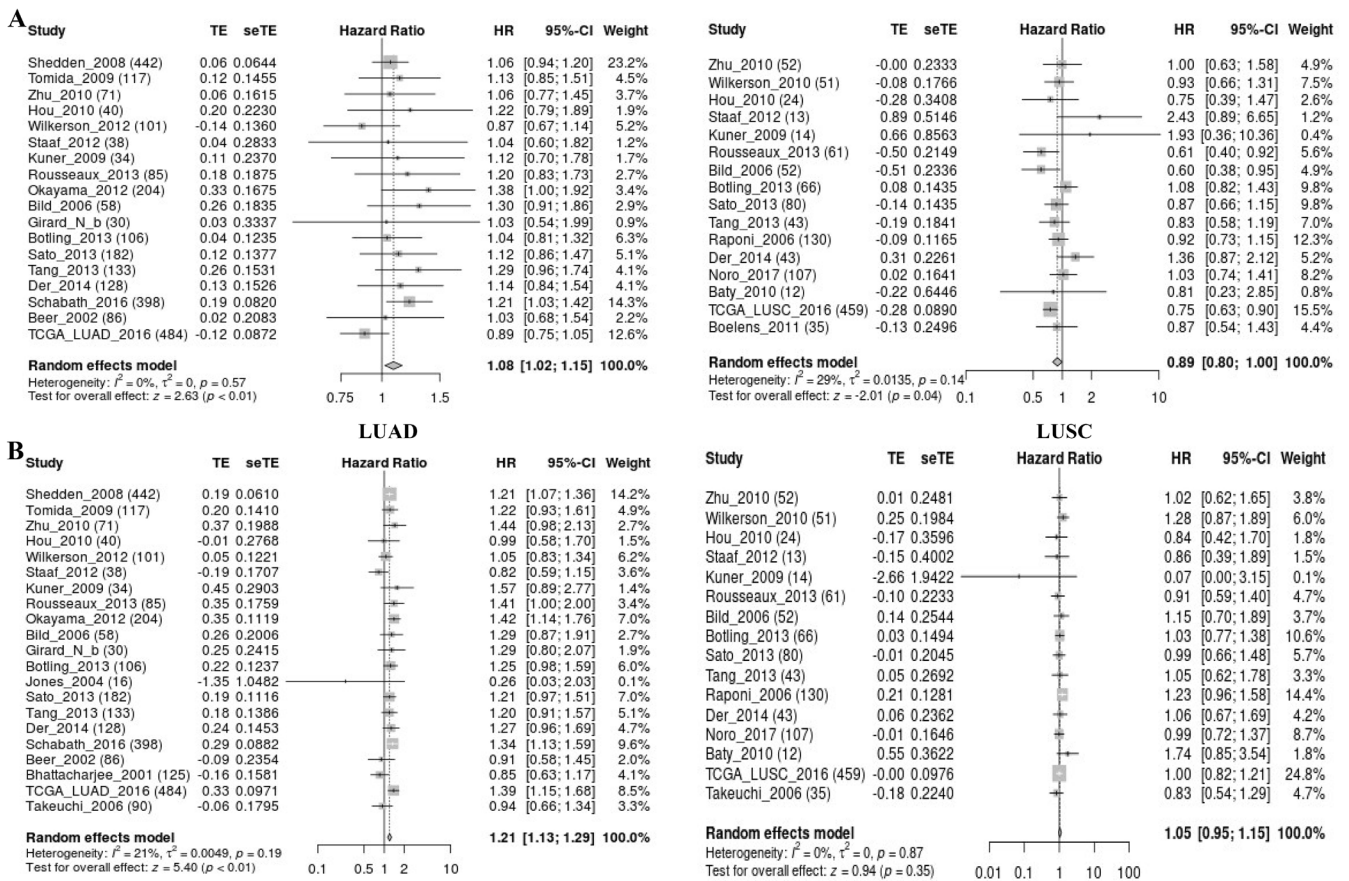 A
Study TE seTE Hazard Ratio HR 95%-CI Weight
Shedden_2008 (442) 0.06 0.0644 1.06 [0.94; 1.20] 23.2%
Tomida_2009 (117) 0.12 0.1455 1.13 [0.85; 1.51] 4.5%
Zhu_2010 (71) 0.06 0.1615 1.06 [0.77; 1.45] 3.7%
Hou_2010 (40) 0.20 0.2230 1.22 [0.79; 1.89] 1.9%
Wilkerson_2012 (101) -0.14 0.1360 0.87 [0.67; 1.14] 5.2%
Staaf_2012 (38) 0.04 0.2833 1.04 [0.60; 1.82] 1.2%
Kuner_2009 (34) 0.11 0.2370 1.12 [0.70; 1.78] 1.7%
Rousseaux_2013 (85) 0.18 0.1875 1.20 [0.83; 1.73] 2.7%
Okayama_2012 (204) 0.33 0.1675 1.38 [1.00; 1.92] 3.4%
Bild_2006 (58) 0.26 0.1835 1.30 [0.91; 1.86] 2.9%
Girard_N_b (30) 0.03 0.3337 1.03 [0.54; 1.99] 0.9%
Botling_2013 (106) 0.04 0.1235 1.04 [0.81; 1.32] 6.3%
Sato_2013 (182) 0.12 0.1377 1.12 [0.86; 1.47] 5.1%
Tang_2013 (133) 0.26 0.1531 1.29 [0.96; 1.74] 4.1%
Der_2014 (128) 0.13 0.1526 1.14 [0.84; 1.54] 4.1%
Schabath_2016 (398) 0.19 0.0820 1.21 [1.03; 1.42] 14.3%
Beer_2002 (86) 0.02 0.2083 1.03 [0.68; 1.54] 2.2%
TCGA_LUAD_2016 (484) -0.12 0.0872 0.89 [0.75; 1.05] 12.6%
Random effects model 1.08 [1.02; 1.15] 100.0%
Heterogeneity: I² = 0%, τ² = 0, p = 0.57
Test for overall effect: z = 2.63 (p < 0.01)
0.75 1 1.5
LUAD
Study TE seTE Hazard Ratio HR 95%-CI Weight
Zhu_2010 (52) -0.00 0.2333 1.00 [0.63; 1.58] 4.9%
Wilkerson_2010 (51) -0.08 0.1766 0.93 [0.66; 1.31] 7.5%
Hou_2010 (24) -0.28 0.3408 0.75 [0.39; 1.47] 2.6%
Staaf_2012 (13) 0.89 0.5146 2.43 [0.89; 6.65] 1.2%
Kuner_2009 (14) 0.66 0.8563 1.93 [0.36; 10.36] 0.4%
Rousseaux_2013 (61) -0.50 0.2149 0.61 [0.40; 0.92] 5.6%
Bild_2006 (52) -0.51 0.2336 0.60 [0.38; 0.95] 4.9%
Botling_2013 (66) 0.08 0.1435 1.08 [0.82; 1.43] 9.8%
Sato_2013 (80) -0.14 0.1435 0.87 [0.66; 1.15] 9.8%
Tang_2013 (43) -0.19 0.1841 0.83 [0.58; 1.19] 7.0%
Raponi_2006 (130) -0.09 0.1165 0.92 [0.73; 1.15] 12.3%
Der_2014 (43) 0.31 0.2261 1.36 [0.87; 2.12] 5.2%
Noro_2017 (107) 0.02 0.1641 1.03 [0.74; 1.41] 8.2%
Baty_2010 (12) -0.22 0.6446 0.81 [0.23; 2.85] 0.8%
TCGA_LUSC_2016 (459) -0.28 0.0890 0.75 [0.63; 0.90] 15.5%
Boelens_2011 (35) -0.13 0.2496 0.87 [0.54; 1.43] 4.4%
Random effects model 0.89 [0.80; 1.00] 100.0%
Heterogeneity: I² = 29%, τ² = 0.0135, p = 0.14
Test for overall effect: z = -2.01 (p = 0.04)
0.1 0.5 1 2 10
LUSC
B
Study TE seTE Hazard Ratio HR 95%-CI Weight
Shedden_2008 (442) 0.19 0.0610 1.21 [1.07; 1.36] 14.2%
Tomida_2009 (117) 0.20 0.1410 1.22 [0.93; 1.61] 4.9%
Zhu_2010 (71) 0.37 0.1988 1.44 [0.98; 2.13] 2.7%
Hou_2010 (40) -0.01 0.2768 0.99 [0.58; 1.70] 1.4%
Wilkerson_2012 (101) 0.05 0.1221 1.05 [0.83; 1.34] 6.2%
Staaf_2012 (38) -0.19 0.1707 0.82 [0.59; 1.15] 3.6%
Kuner_2009 (34) 0.45 0.2903 1.57 [0.89; 2.77] 1.3%
Rousseaux_2013 (85) 0.35 0.1759 1.41 [1.00; 2.00] 3.4%
Okayama_2012 (204) 0.35 0.1119 1.42 [1.14; 1.76] 7.0%
Bild_2006 (58) 0.26 0.2006 1.29 [0.87; 1.91] 2.7%
Girard_N_b (30) 0.25 0.2415 1.29 [0.80; 2.07] 1.9%
Botling_2013 (106) 0.22 0.1237 1.25 [0.98; 1.59] 6.0%
Jones_2004 (16) -1.35 1.0482 0.26 [0.03; 2.03] 0.1%
Sato_2013 (182) 0.19 0.1116 1.21 [0.97; 1.51] 7.0%
Tang_2013 (133) 0.18 0.1386 1.20 [0.91; 1.57] 5.1%
Der_2014 (128) 0.24 0.1453 1.27 [0.96; 1.69] 4.7%
Schabath_2016 (398) 0.29 0.0882 1.34 [1.13; 1.59] 9.6%
Beer_2002 (86) -0.09 0.2354 0.91 [0.58; 1.45] 2.0%
Bhattacharjee_2001 (125) -0.16 0.1581 0.85 [0.63; 1.17] 4.1%
TCGA_LUAD_2016 (484) 0.33 0.0971 1.39 [1.15; 1.68] 8.5%
Takeuchi_2006 (90) -0.06 0.1795 0.94 [0.66; 1.34] 3.3%
Random effects model 1.21 [1.13; 1.29] 100.0%
Heterogeneity: I² = 21%, τ² = 0.0049, p = 0.19
Test for overall effect: z = 5.40 (p < 0.01)
0.1 0.5 1 2 10
Study TE seTE Hazard Ratio HR 95%-CI Weight
Zhu_2010 (52) 0.01 0.2481 1.02 [0.62; 1.65] 3.8%
Wilkerson_2010 (51) 0.25 0.1984 1.28 [0.87; 1.89] 6.0%
Hou_2010 (24) -0.17 0.3596 0.84 [0.42; 1.70] 1.8%
Staaf_2012 (13) -0.15 0.4002 0.86 [0.39; 1.89] 1.5%
Kuner_2009 (14) -2.66 1.9422 0.07 [0.00; 3.15] 0.1%
Rousseaux_2013 (61) -0.10 0.2233 0.91 [0.59; 1.40] 4.7%
Bild_2006 (52) 0.14 0.2544 1.15 [0.70; 1.89] 3.7%
Botling_2013 (66) 0.03 0.1494 1.03 [0.77; 1.38] 10.6%
Sato_2013 (80) -0.01 0.2045 0.99 [0.66; 1.48] 5.7%
Tang_2013 (43) 0.05 0.2692 1.05 [0.62; 1.78] 3.3%
Raponi_2006 (130) 0.21 0.1281 1.23 [0.96; 1.58] 14.4%
Der_2014 (43) 0.06 0.2362 1.06 [0.67; 1.69] 4.2%
Noro_2017 (107) -0.01 0.1646 0.99 [0.72; 1.37] 8.7%
Baty_2010 (12) 0.55 0.3622 1.74 [0.85; 3.54] 1.8%
TCGA_LUSC_2016 (459) -0.00 0.0976 1.00 [0.82; 1.21] 24.8%
Takeuchi_2006 (35) -0.18 0.2240 0.83 [0.54; 1.29] 4.7%
Random effects model 1.05 [0.95; 1.15] 100.0%
Heterogeneity: I² = 0%, τ² = 0, p = 0.87
Test for overall effect: z = 0.94 (p = 0.35)
0.01 0.1 1 10 100